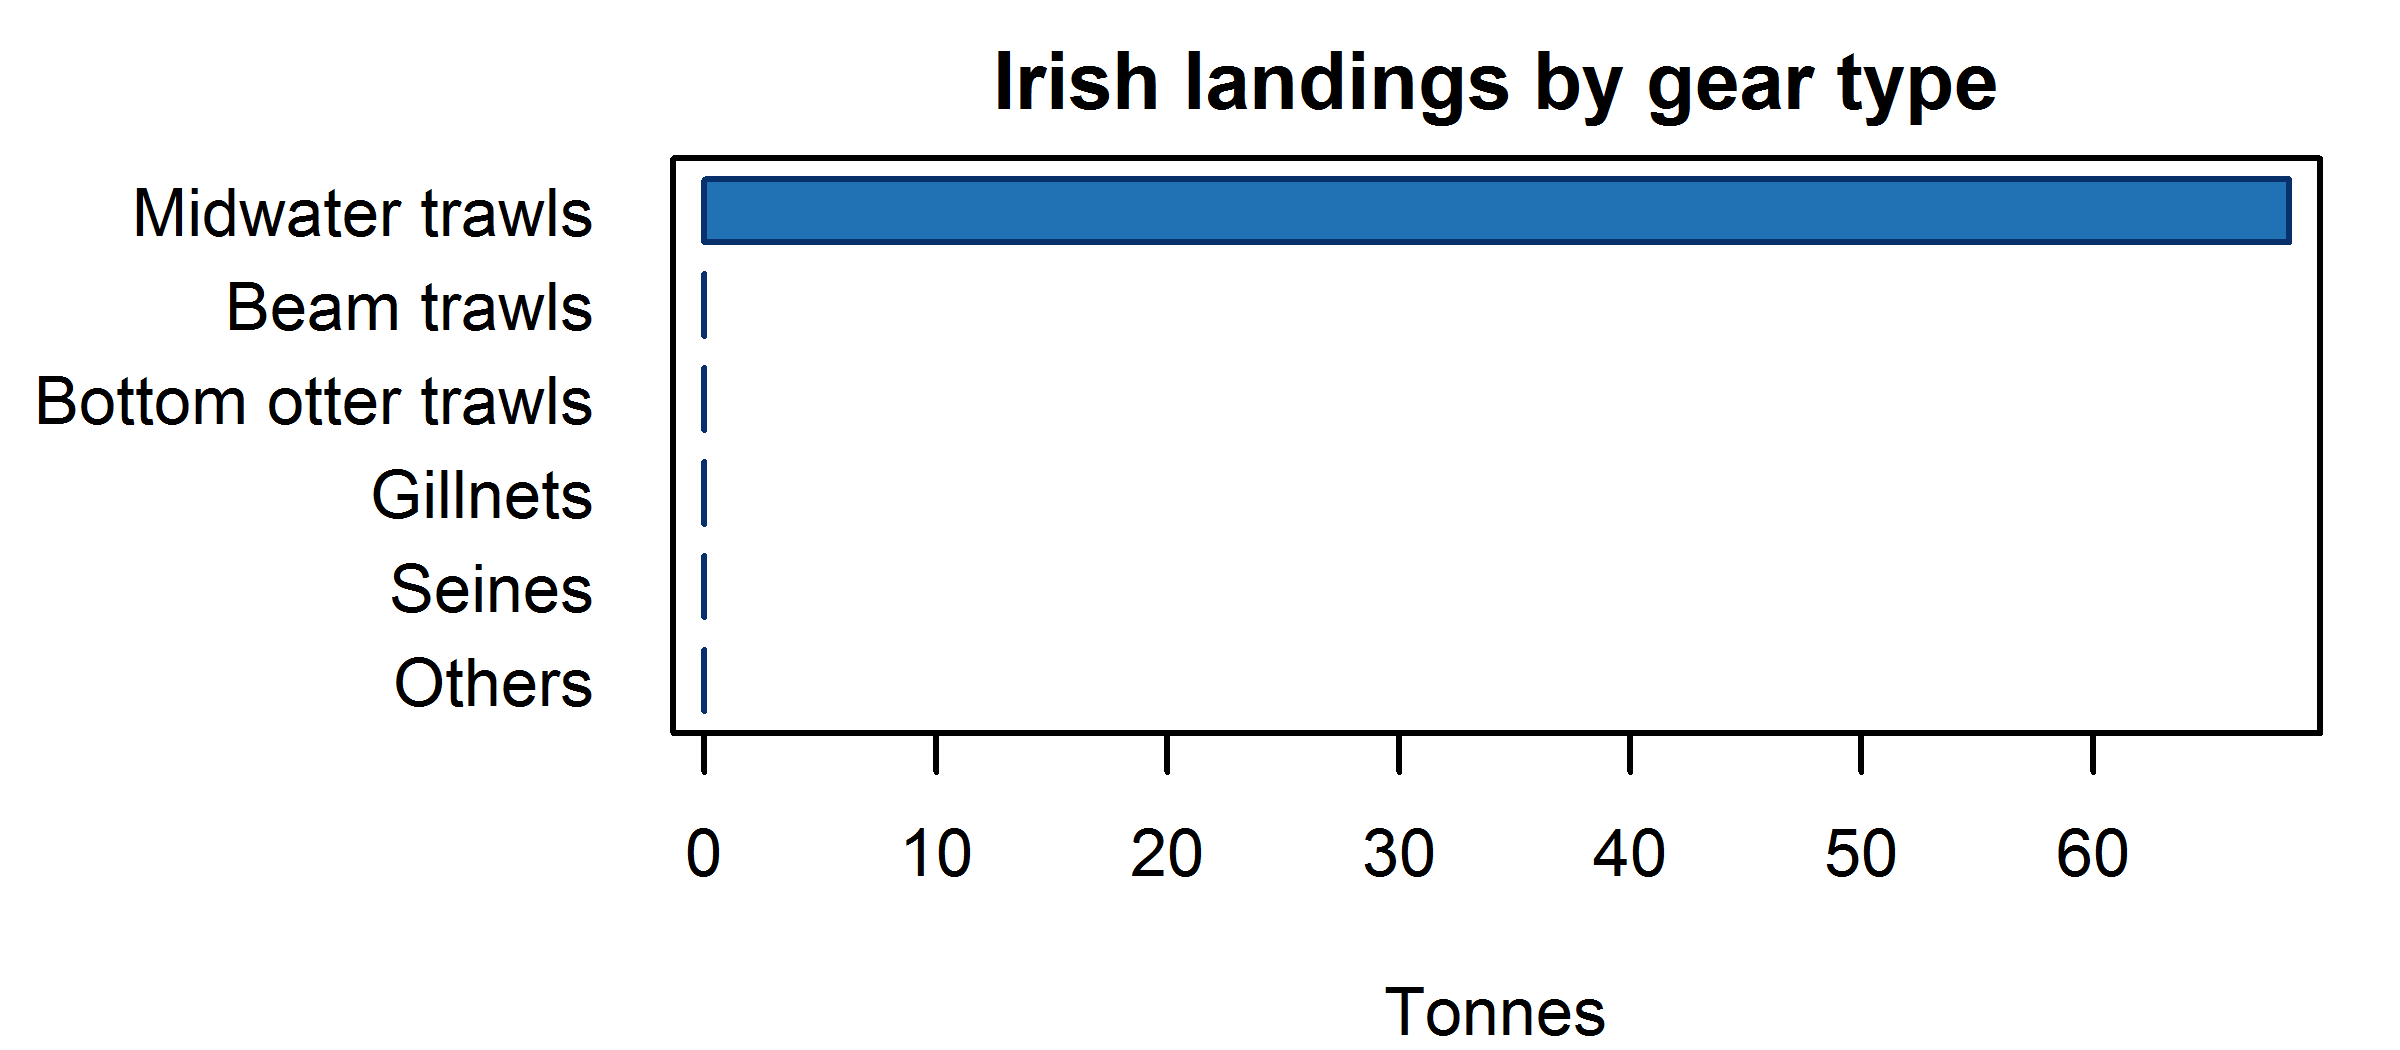 Irish landings by gear type
Midwater trawls
Beam trawls
Bottom otter trawls
Gillnets
Seines
Others
0 10 20 30 40 50 60
Tonnes